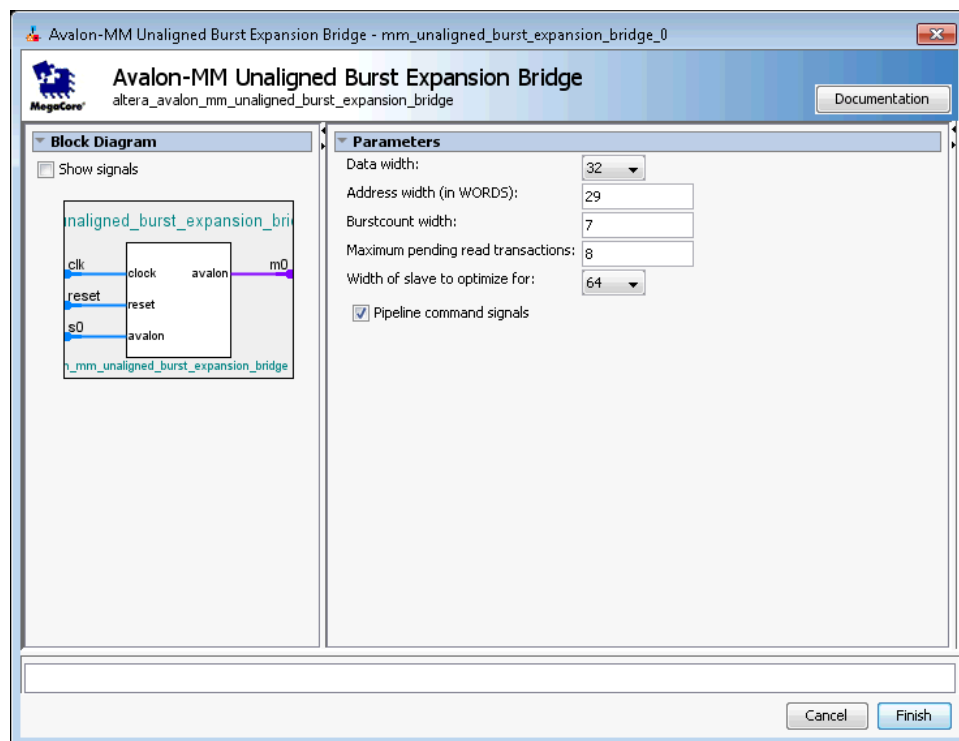 Avalon-MM Unaligned Burst Expansion Bridge - mm_unaligned_burst_expansion_bridge_0
MegaCore®
Avalon-MM Unaligned Burst Expansion Bridge
altera_avalon_mm_unaligned_burst_expansion_bridge
Documentation
Block Diagram
Show signals
unaligned_burst_expansion_bri
clk
clock
avalon
m0
reset
reset
s0
avalon
n_mm_unaligned_burst_expansion_bridge
Parameters
Data width: 32
Address width (in WORDS): 29
Burstcount width: 7
Maximum pending read transactions: 8
Width of slave to optimize for: 64
Pipeline command signals
Cancel
Finish